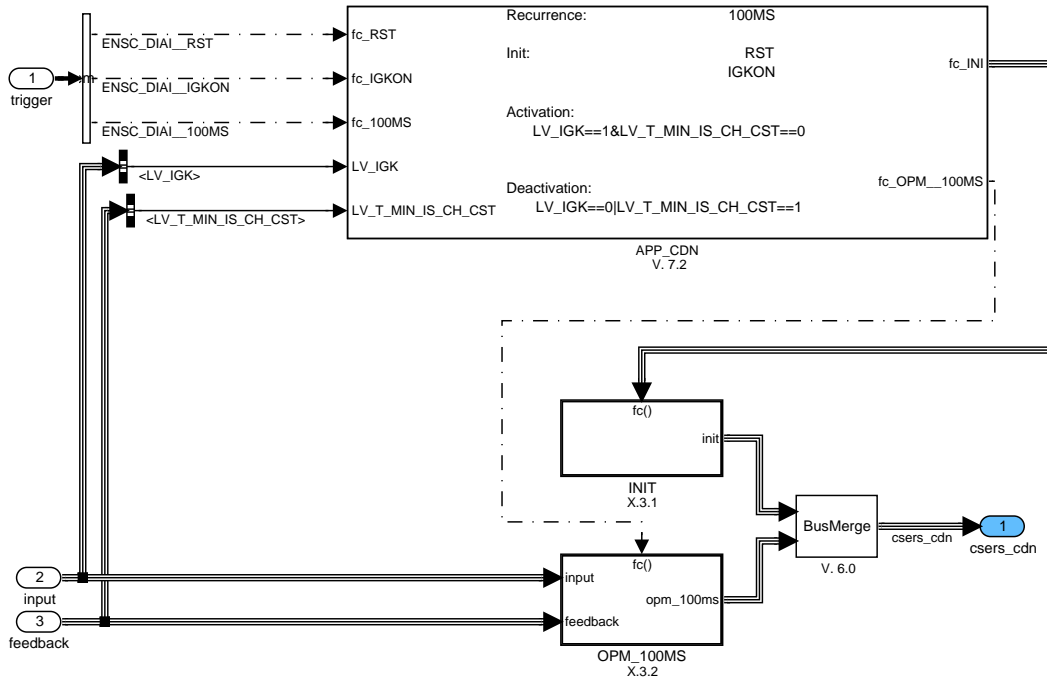 Recurrence: 100MS
fc_RST
ENSC_DIAI__RST
Init: RST
IGKON
fc_INI
1
trigger
fc_IGKON
ENSC_DIAI__IGKON
Activation:
LV_IGK==1&LV_T_MIN_IS_CH_CST==0
fc_100MS
ENSC_DIAI__100MS
LV_IGK
<LV_IGK>
fc_OPM__100MS
Deactivation:
LV_IGK==0|LV_T_MIN_IS_CH_CST==1
LV_T_MIN_IS_CH_CST
<LV_T_MIN_IS_CH_CST>
APP_CDN
V. 7.2
fc()
init
INIT
X.3.1
BusMerge
V. 6.0
csers_cdn
1
csers_cdn
fc()
2
input
input
opm_100ms
3
feedback
feedback
OPM_100MS
X.3.2